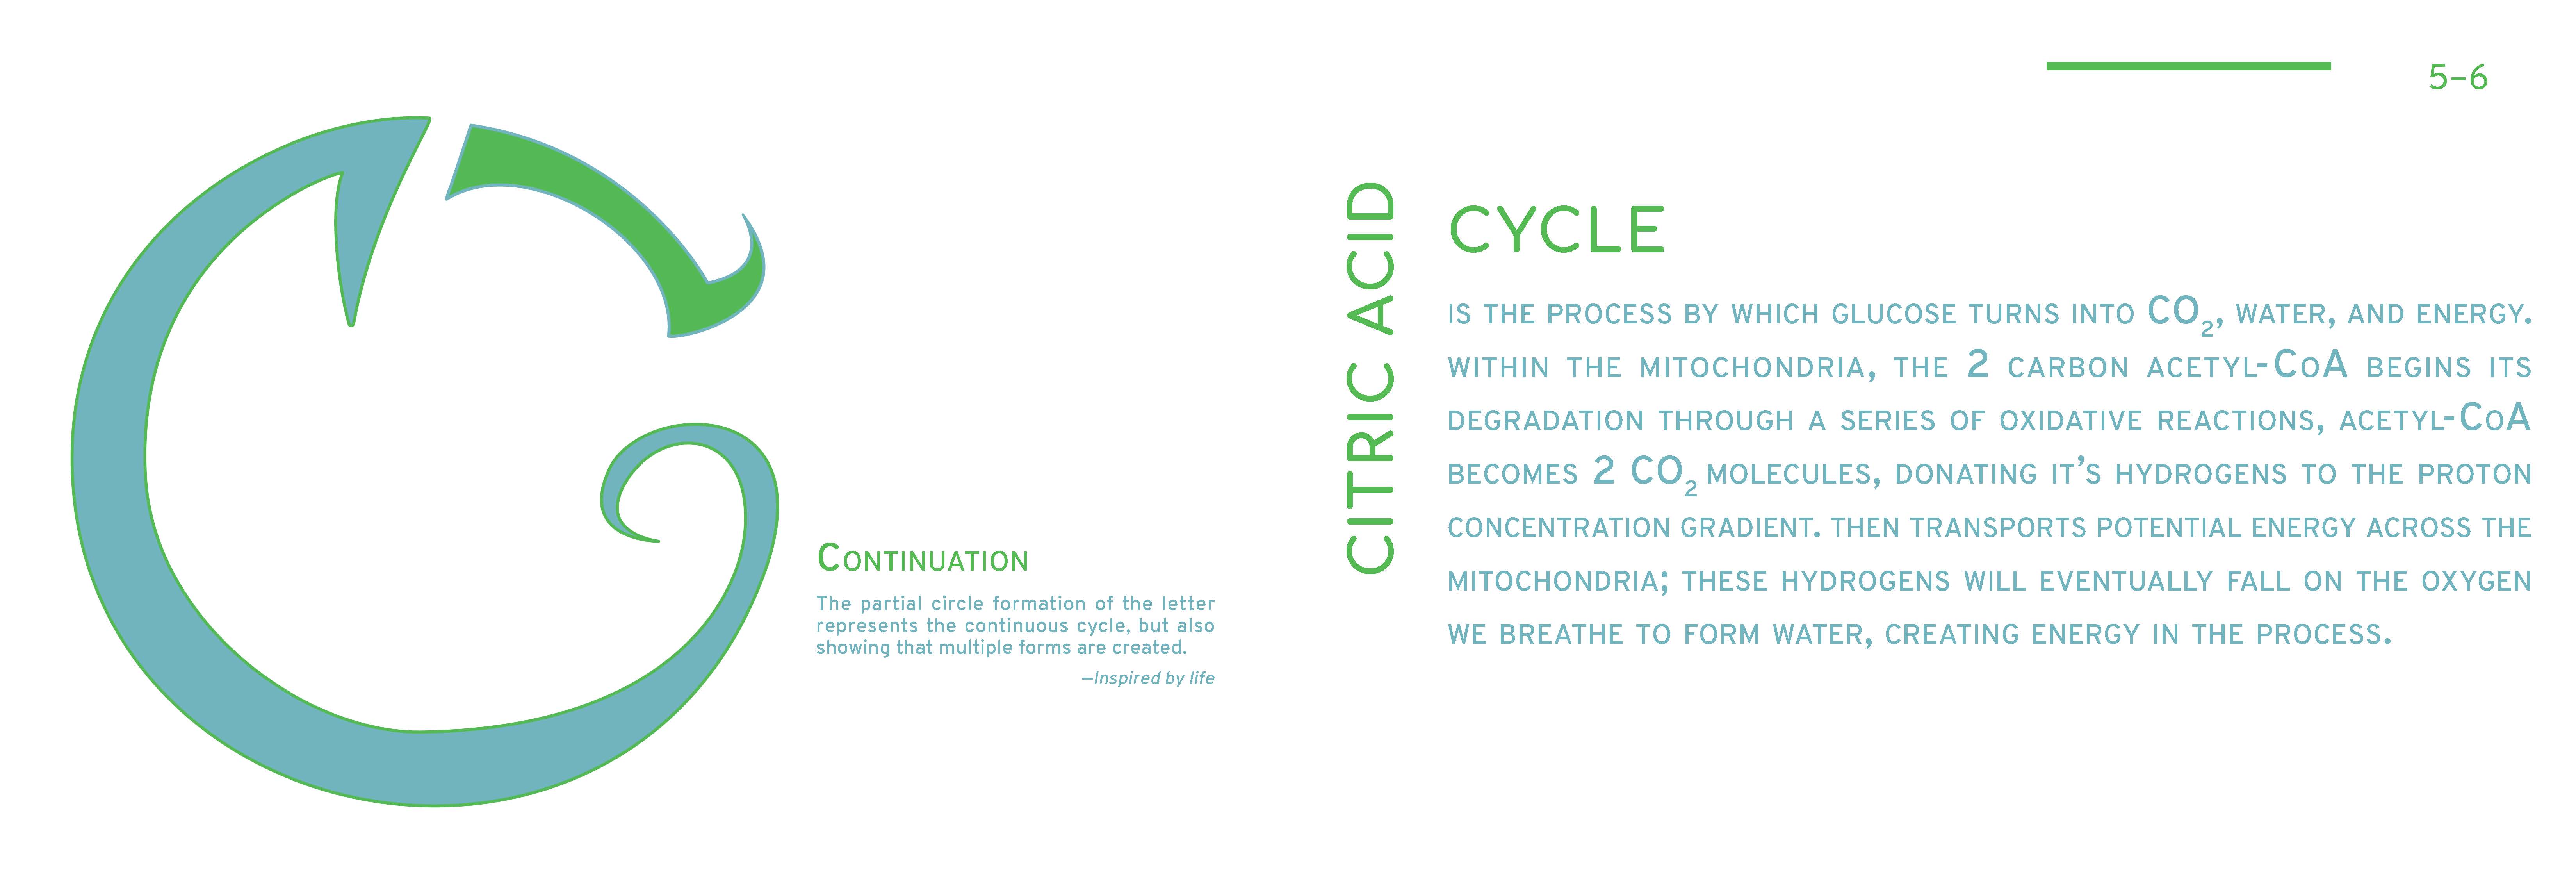 5–6
Continuation
The partial circle formation of the letter
represents the continuous cycle, but also
showing that multiple forms are created.
–Inspired by life
CITRIC ACID
CYCLE
IS THE PROCESS BY WHICH GLUCOSE TURNS INTO CO₂, WATER, AND ENERGY.
WITHIN THE MITOCHONDRIA, THE 2 CARBON ACETYL-CoA BEGINS ITS
DEGRADATION THROUGH A SERIES OF OXIDATIVE REACTIONS, ACETYL-CoA
BECOMES 2 CO₂ MOLECULES, DONATING IT’S HYDROGENS TO THE PROTON
CONCENTRATION GRADIENT. THEN TRANSPORTS POTENTIAL ENERGY ACROSS THE
MITOCHONDRIA; THESE HYDROGENS WILL EVENTUALLY FALL ON THE OXYGEN
WE BREATHE TO FORM WATER, CREATING ENERGY IN THE PROCESS.